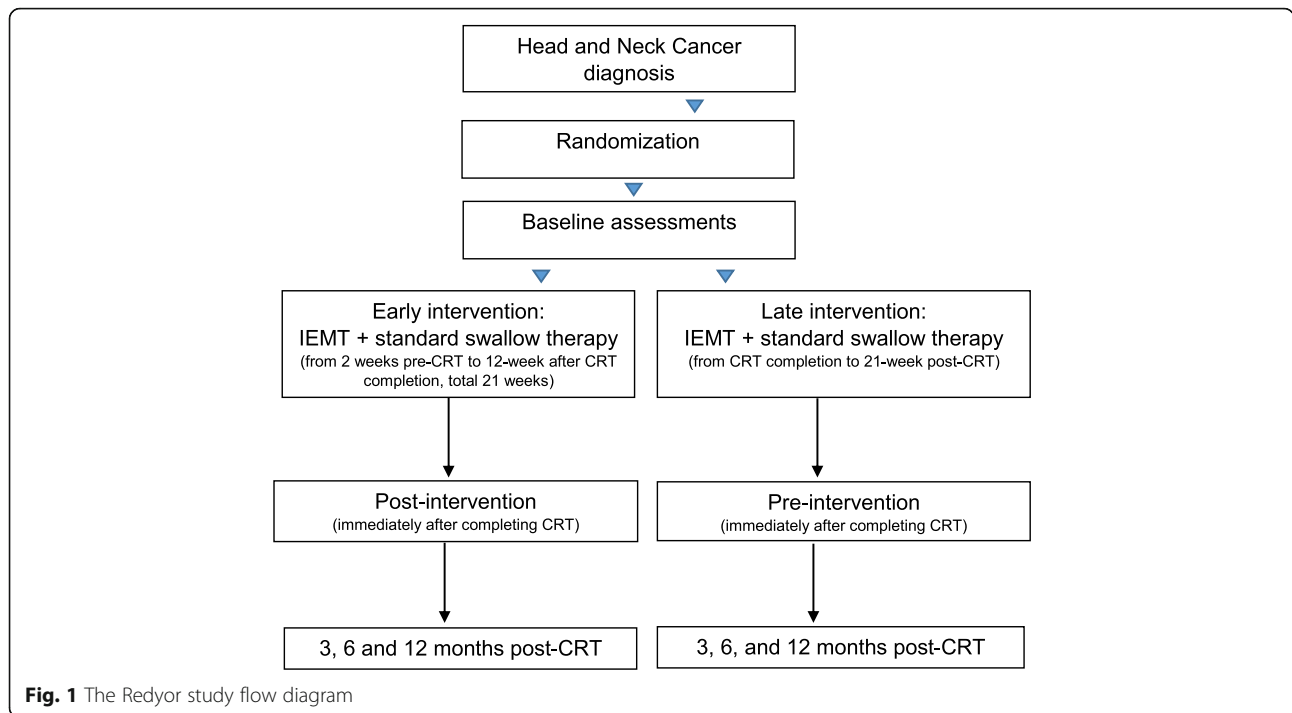 Head and Neck Cancer
diagnosis
Randomization
Baseline assessments
Early intervention:
IEMT + standard swallow therapy
(from 2 weeks pre-CRT to 12-week after CRT
completion, total 21 weeks)
Late intervention:
IEMT + standard swallow therapy
(from CRT completion to 21-week post-CRT)
Post-intervention
(immediately after completing CRT)
Pre-intervention
(immediately after completing CRT)
3, 6 and 12 months post-CRT
3, 6, and 12 months post-CRT
Fig. 1 The Redyor study flow diagram